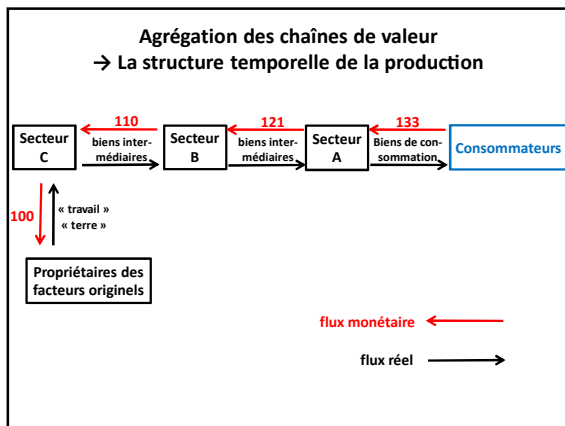 Agrégation des chaînes de valeur
→ La structure temporelle de la production
110
121
133
Secteur
C
biens inter-
médiaires
Secteur
B
biens inter-
médiaires
Secteur
A
Biens de con-
sommation
Consommateurs
100
« travail »
« terre »
Propriétaires des
facteurs originels
flux monétaire
flux réel